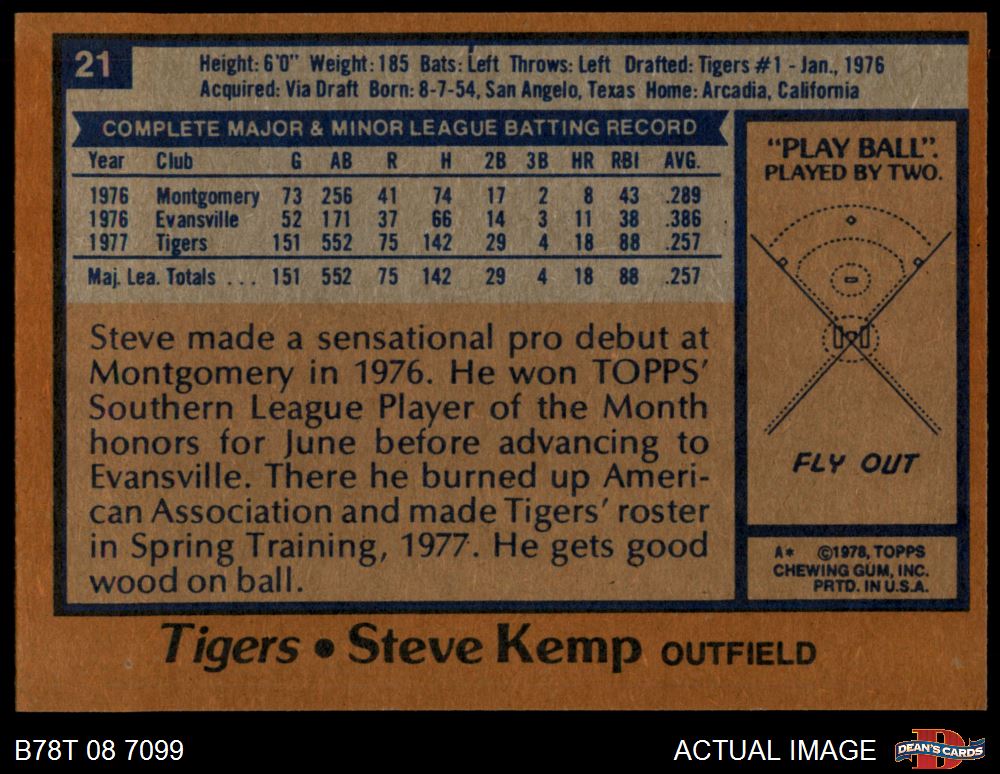 21
Height: 6'0" Weight: 185 Bats: Left Throws: Left Drafted: Tigers #1 - Jan., 1976
Acquired: Via Draft Born: 8-7-54, San Angelo, Texas Home: Arcadia, California
COMPLETE MAJOR & MINOR LEAGUE BATTING RECORD
Year Club G AB R H 2B 3B HR RBI AVG.
1976 Montgomery 73 256 41 74 17 2 8 43 .289
1976 Evansville 52 171 37 66 14 3 11 38 .386
1977 Tigers 151 552 75 142 29 4 18 88 .257
Maj. Lea. Totals ... 151 552 75 142 29 4 18 88 .257
Steve made a sensational pro debut at
Montgomery in 1976. He won TOPPS'
Southern League Player of the Month
honors for June before advancing to
Evansville. There he burned up Ameri-
can Association and made Tigers' roster
in Spring Training, 1977. He gets good
wood on ball.
"PLAY BALL".
PLAYED BY TWO.
FLY OUT
A* ©1978, TOPPS
CHEWING GUM, INC.
PRTD. IN U.S.A.
Tigers • Steve Kemp OUTFIELD
B78T 08 7099
ACTUAL IMAGE
D
DEAN'S CARDS